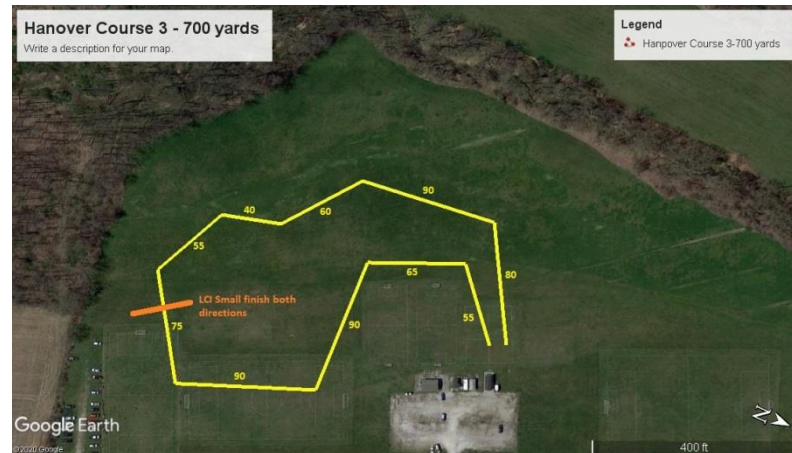 Hanover Course 3 - 700 yards
Write a description for your map.
Legend
Hanpover Course 3-700 yards
90
40
60
55
80
65
LCI Small finish both
directions
75
90
55
90
N
Google Earth
©2020 Google
400 ft